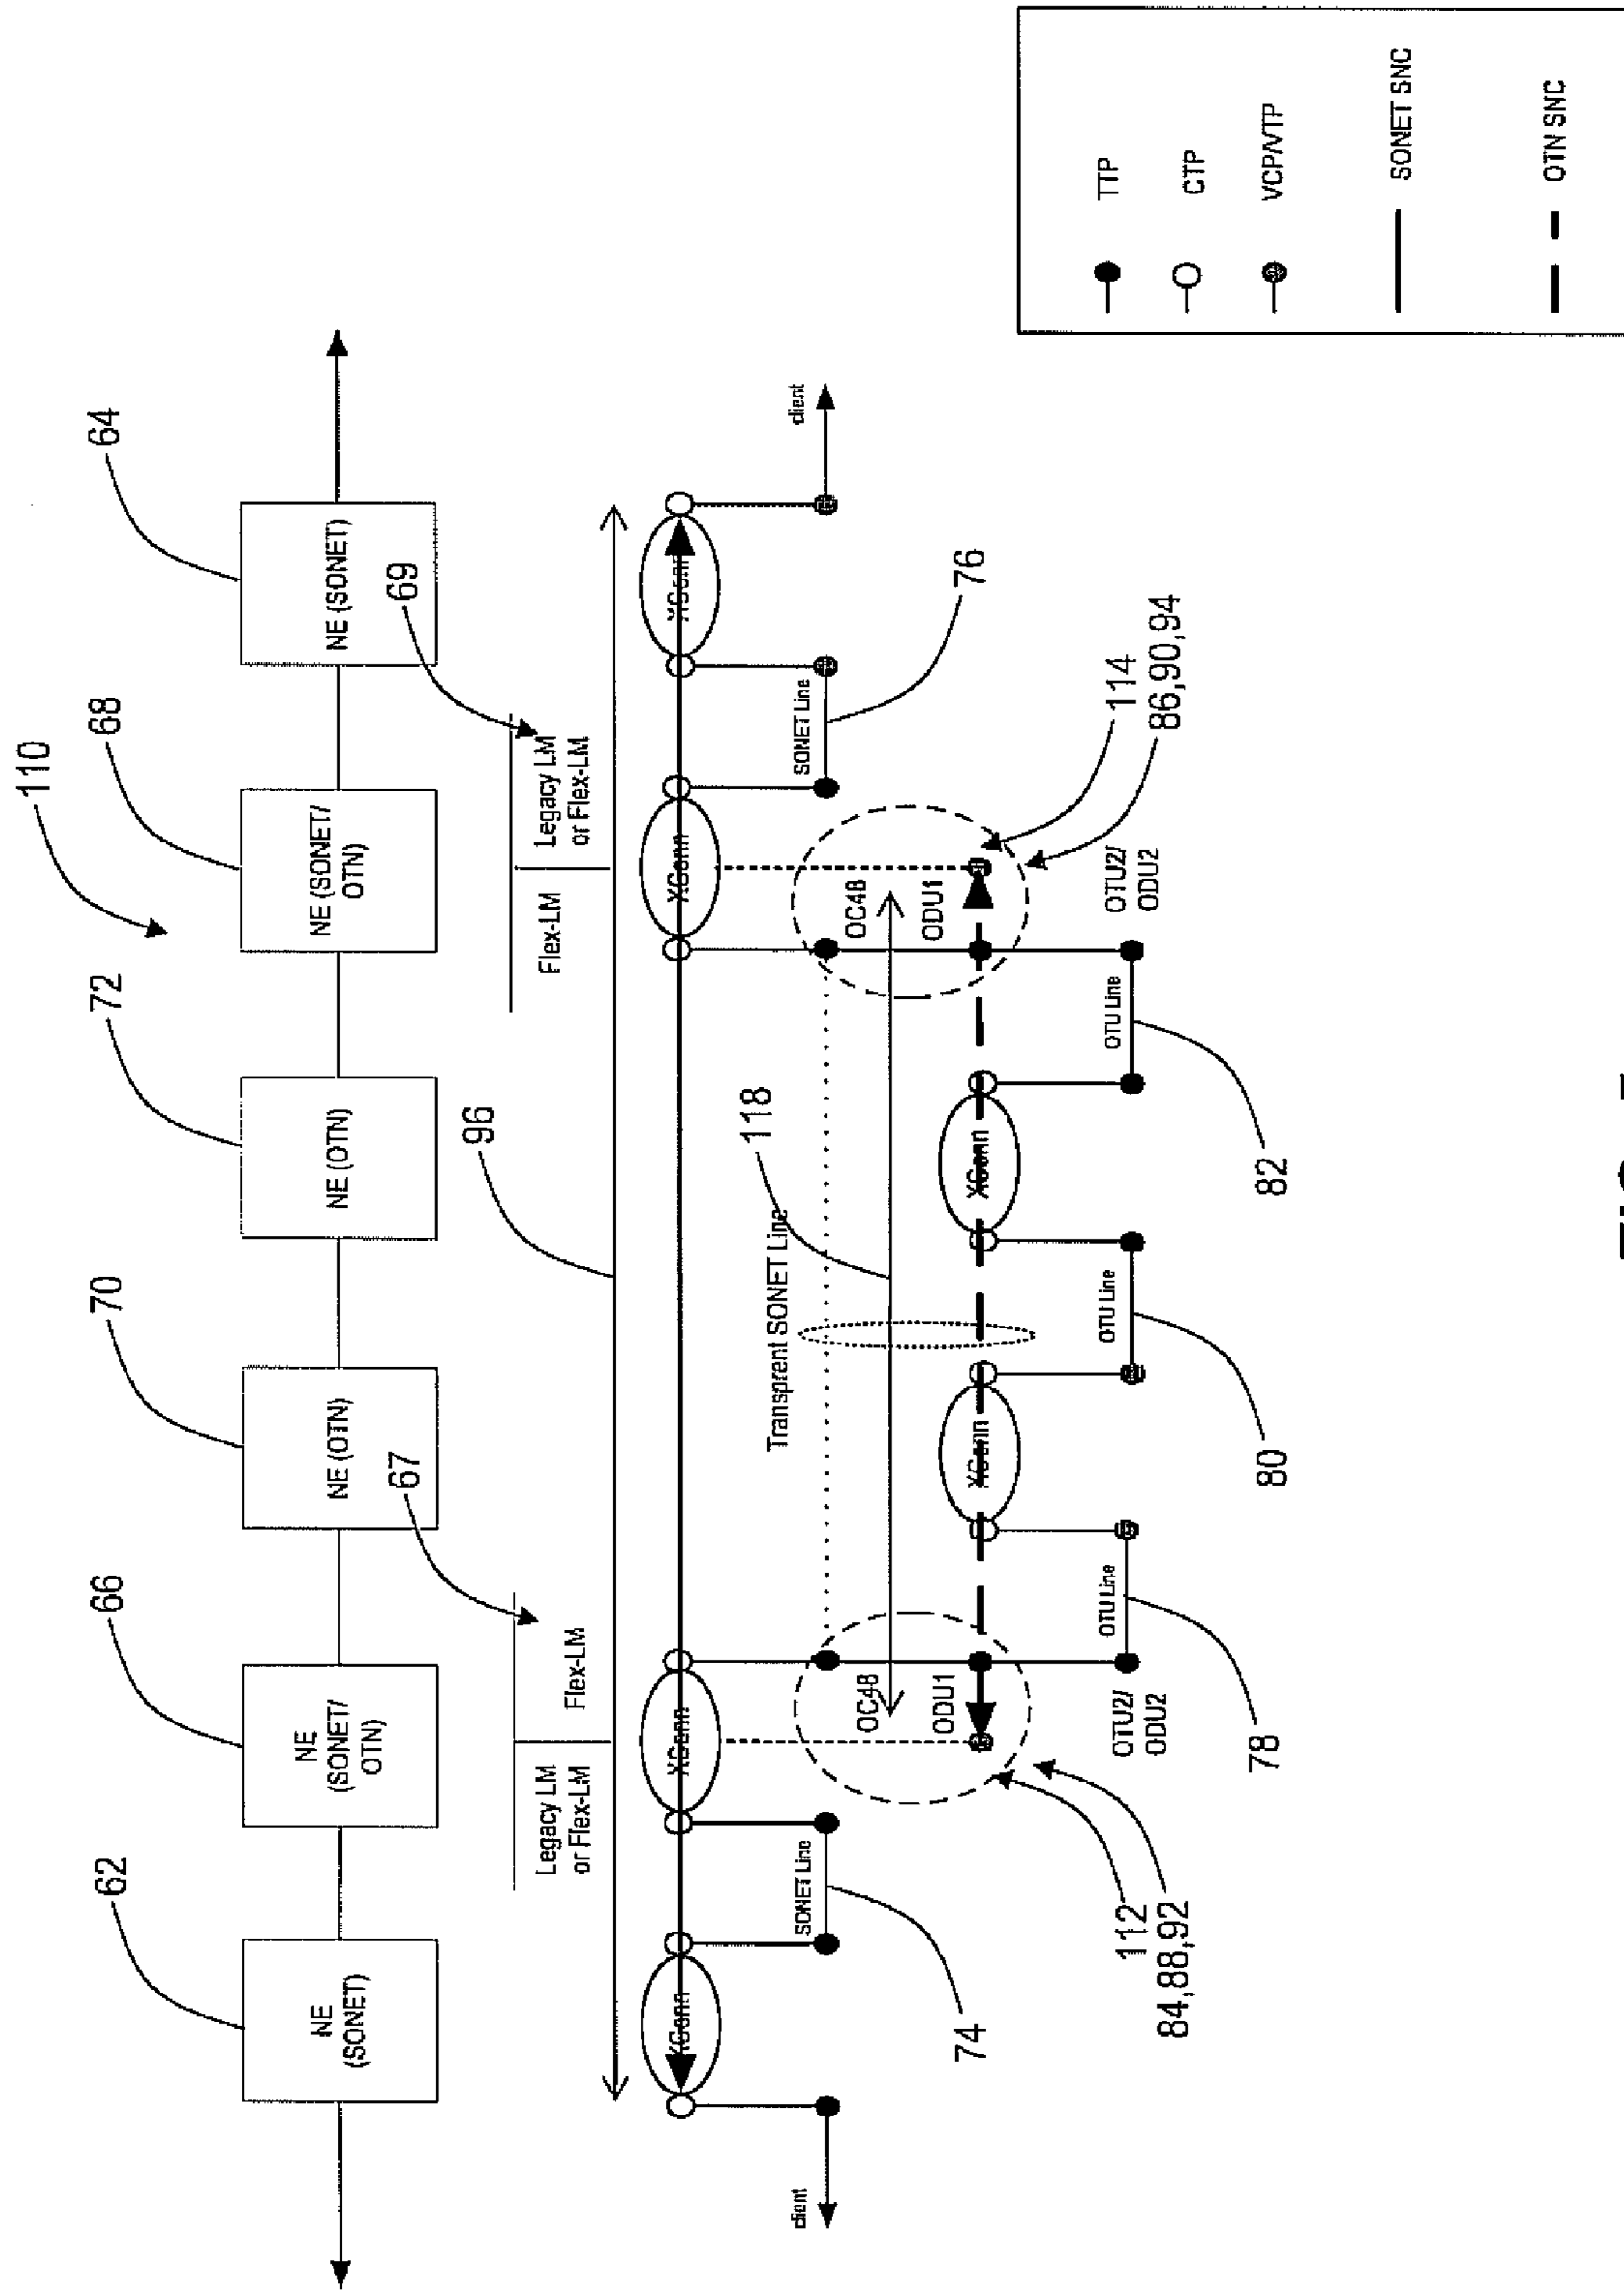 110
62
66
70
72
68
64
NE
(SONET)
NE
(SONET/
OTN)
NE (OTN)
NE (OTN)
NE (SONET/
OTN)
NE (SONET)
67
69
Legacy LM
or Flex-LM
Flex-LM
Flex-LM
Legacy LM
or Flex-LM
96
XConn
XConn
XConn
XConn
client
SONET Line
Transprent SONET Line
SONET Line
client
118
OC48
ODU1
OC48
ODU1
74
76
XConn
XConn
114
86,90,94
112
84,88,92
OTU2/
ODU2
OTU Line
OTU Line
OTU Line
OTU2/
ODU2
78
80
82
TTP
CTP
VCP/VTP
SONET SNC
OTN SNC